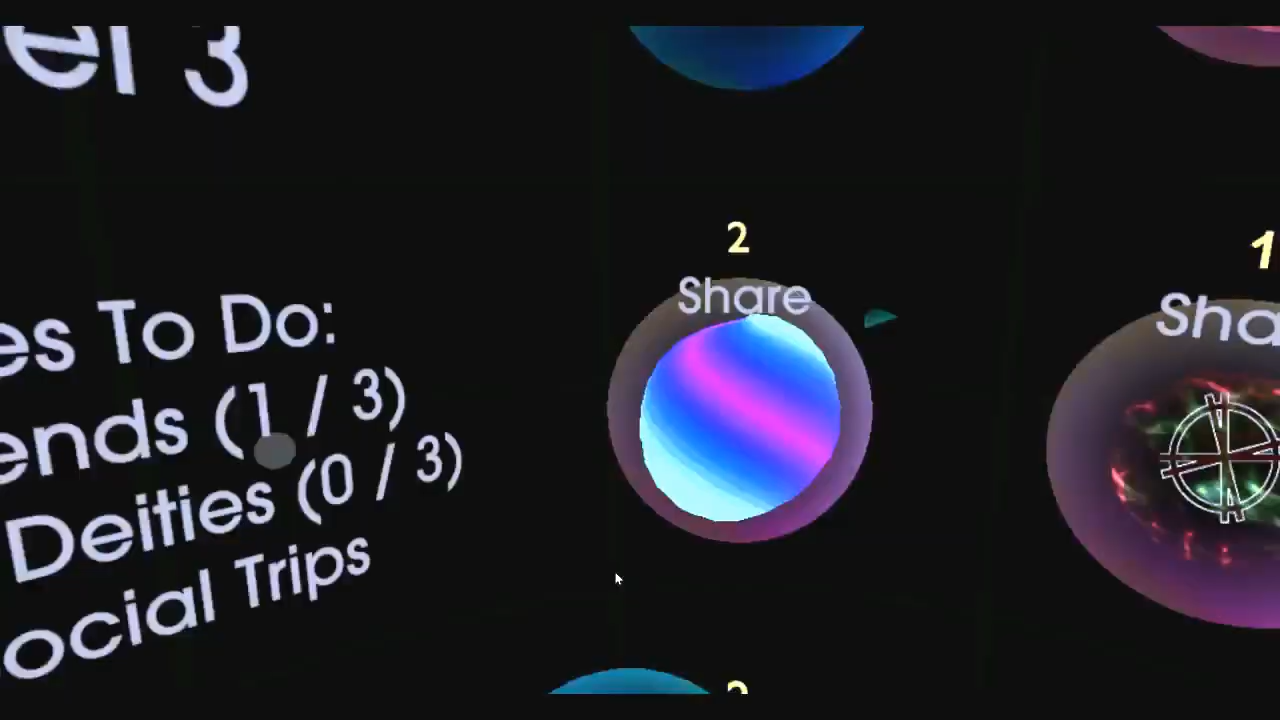 el 3
es To Do:
ends (1 / 3)
Deities (0 / 3)
ocial Trips
2
Share
1
Sha
2